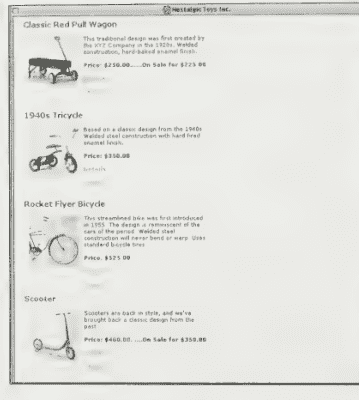 Nostalgic Toys Inc.
Classic Red Pull Wagon
This traditional design was first created by
the XYZ Company in the 1920s. Welded
construction, hard-baked enamel finish.
Price: $250.00.....On Sale for $225.00
1940s Tricycle
Based on a classic design from the 1940s
Welded steel construction with hard fired
enamel finish.
Price: $350.00
Details
Rocket Flyer Bicycle
This streamlined bike was first introduced
in 1955. The design is reminiscent of the
cars of the period. Welded steel
construction will never bend or warp. Uses
standard bicycle tires
Price: $525.00
Scooter
Scooters are back in style, and we've
brought back a classic design from the
past
Price: $460.00.....On Sale for $350.00